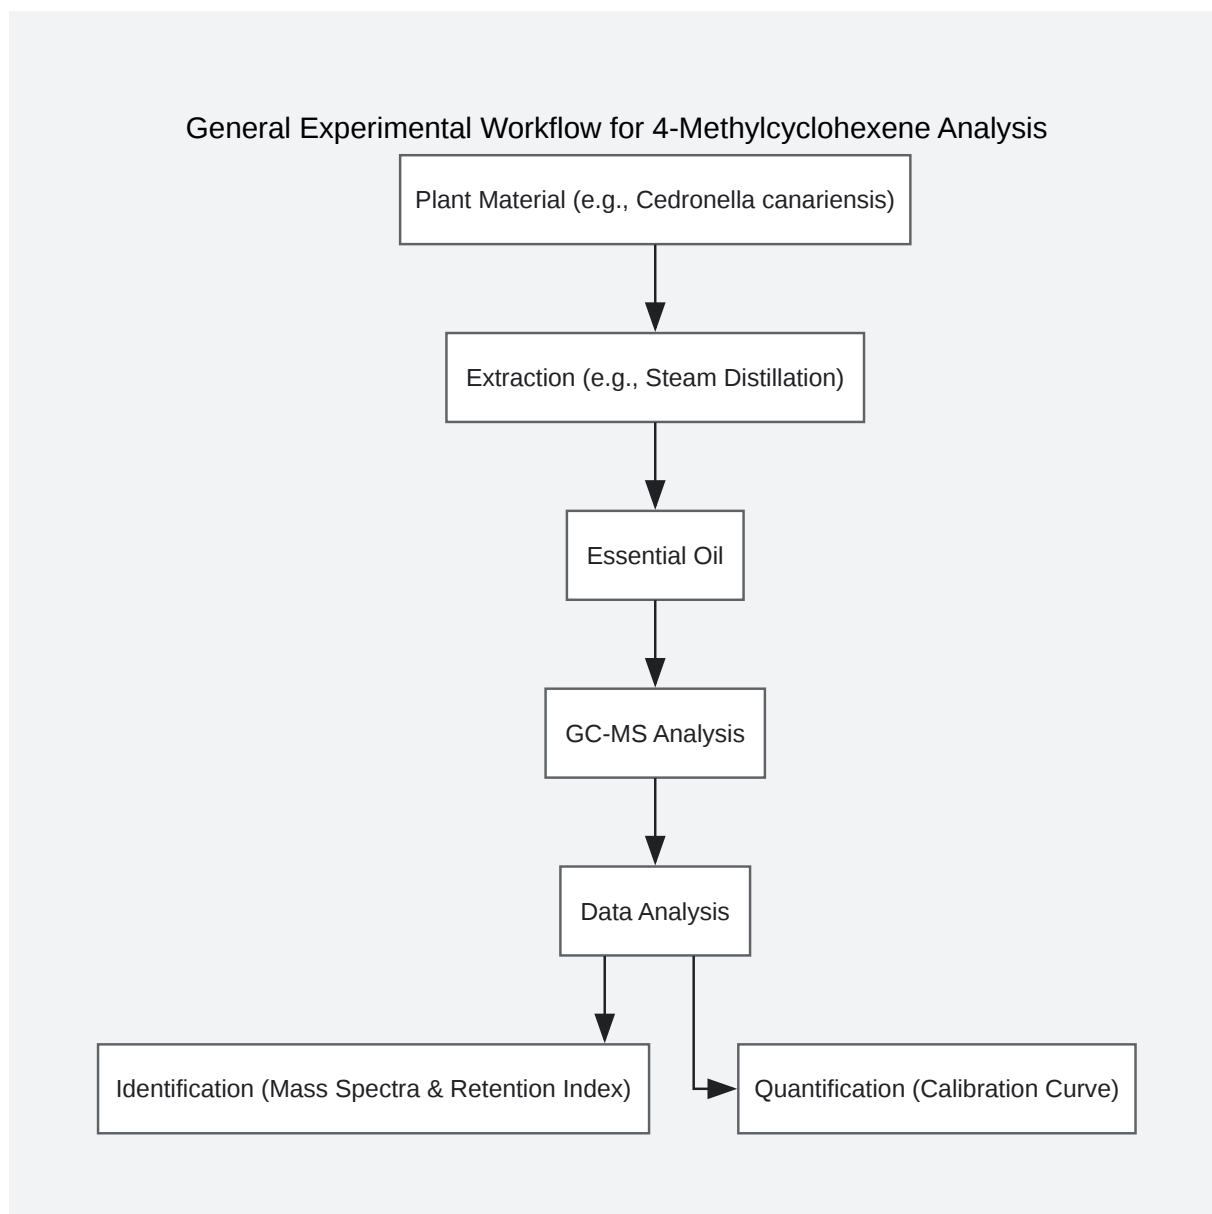 General Experimental Workflow for 4-Methylcyclohexene Analysis
Plant Material (e.g., Cedronella canariensis)
Extraction (e.g., Steam Distillation)
Essential Oil
GC-MS Analysis
Data Analysis
Identification (Mass Spectra & Retention Index)
Quantification (Calibration Curve)